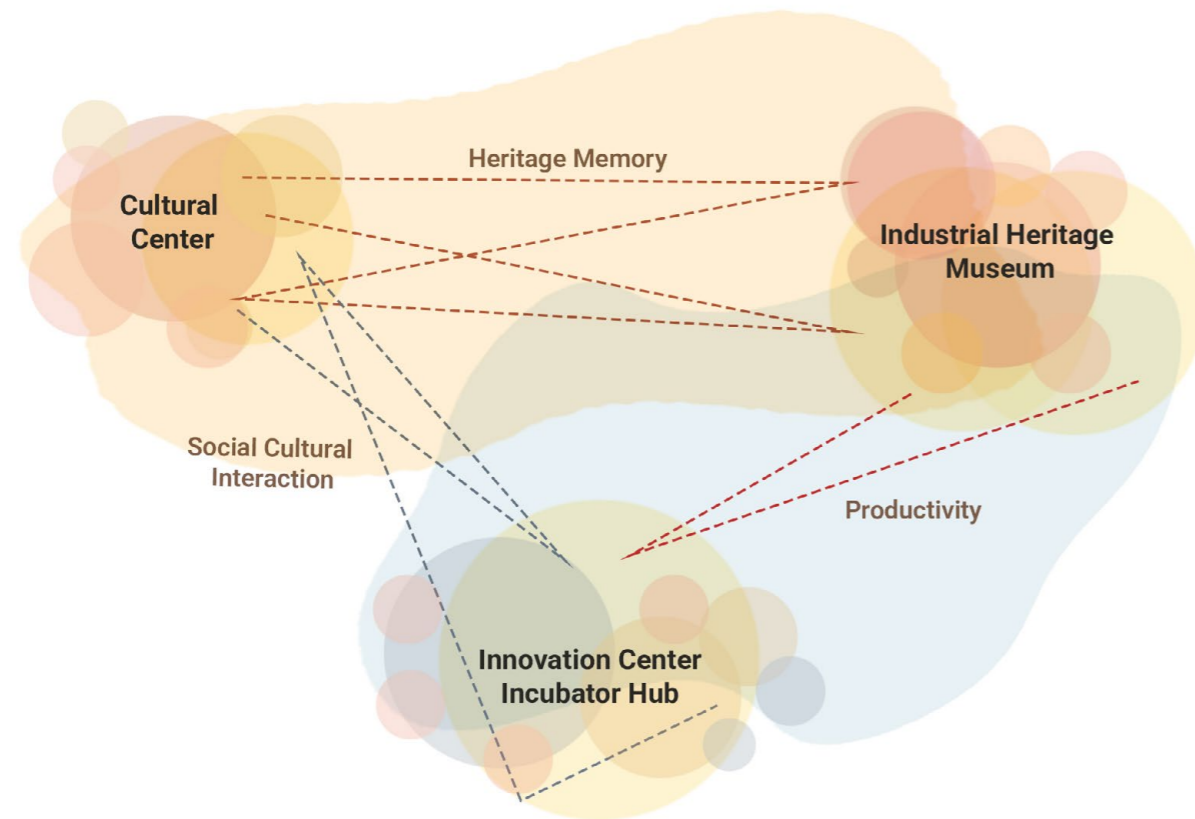 Heritage Memory
Cultural
Center
Industrial Heritage
Museum
Social Cultural
Interaction
Productivity
Innovation Center
Incubator Hub